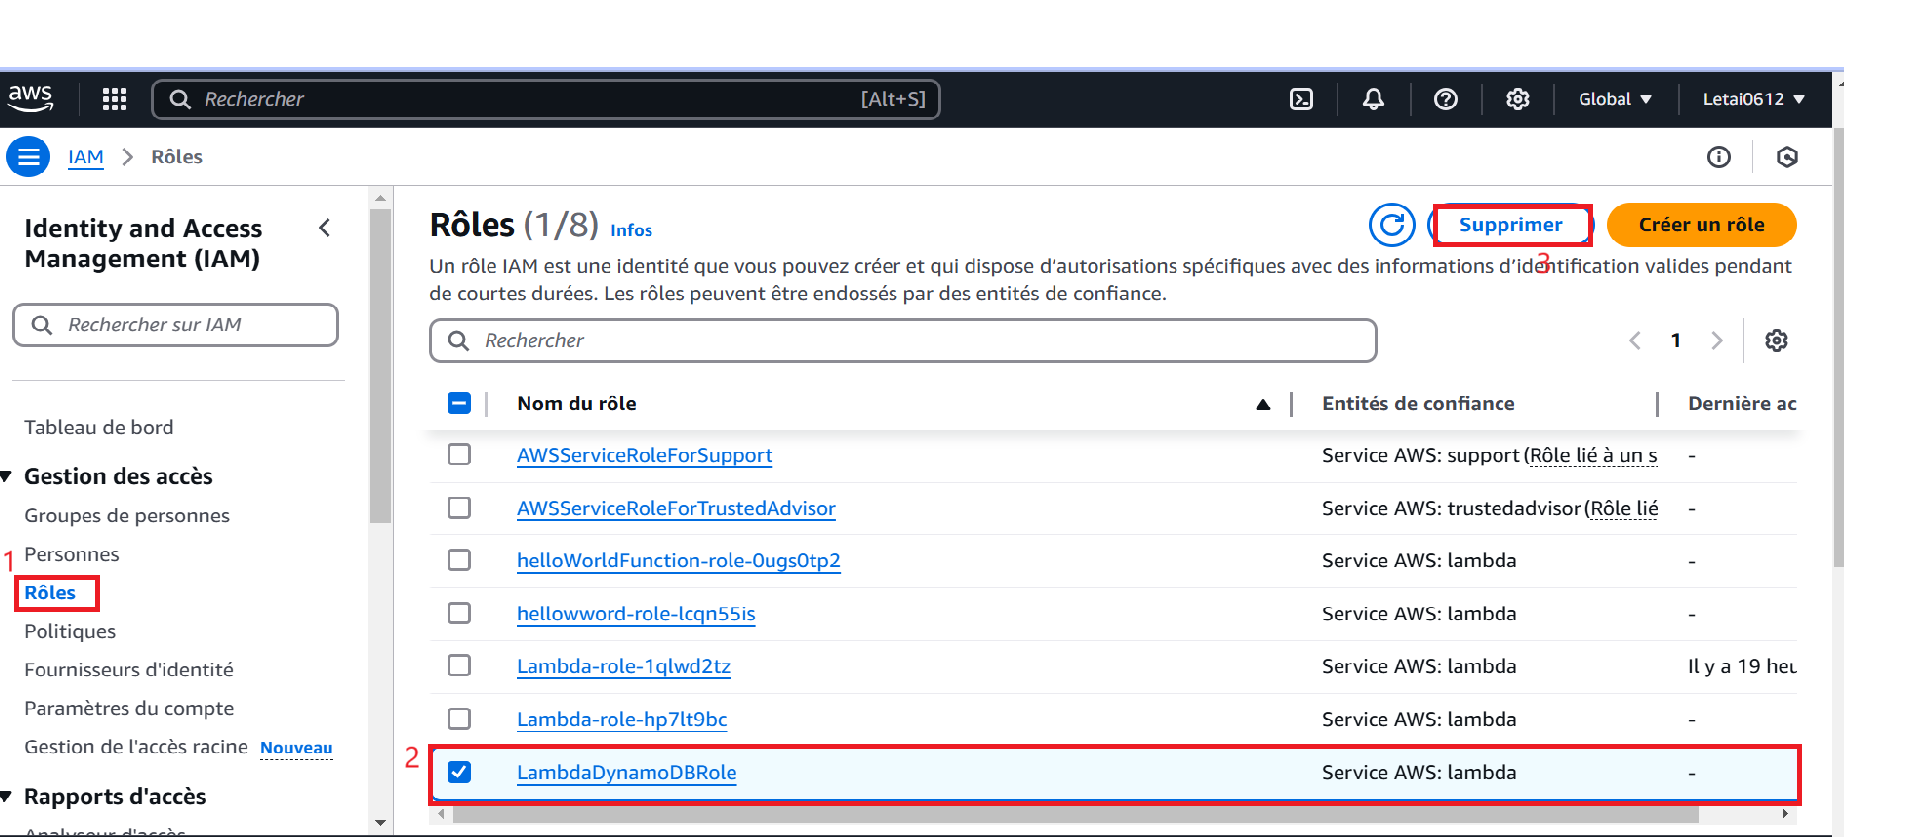 aws
Rechercher
[Alt+S]
Global
Letai0612
IAM
Rôles
Identity and Access
Management (IAM)
Rechercher sur IAM
Tableau de bord
Gestion des accès
Groupes de personnes
Personnes
1
Rôles
Politiques
Fournisseurs d'identité
Paramètres du compte
Gestion de l'accès racine Nouveau
Rapports d'accès
Analyseur d'accès
Rôles (1/8) Infos
Supprimer
Créer un rôle
3
Un rôle IAM est une identité que vous pouvez créer et qui dispose d'autorisations spécifiques avec des informations d'identification valides pendant
de courtes durées. Les rôles peuvent être endossés par des entités de confiance.
Rechercher
1
Nom du rôle Entités de confiance Dernière ac
AWSServiceRoleForSupport Service AWS: support (Rôle lié à un s -
AWSServiceRoleForTrustedAdvisor Service AWS: trustedadvisor (Rôle lié -
helloWorldFunction-role-0ugs0tp2 Service AWS: lambda -
hellowword-role-lcqn55is Service AWS: lambda -
Lambda-role-1qlwd2tz Service AWS: lambda Il y a 19 heu
Lambda-role-hp7lt9bc Service AWS: lambda -
2
LambdaDynamoDBRole Service AWS: lambda -